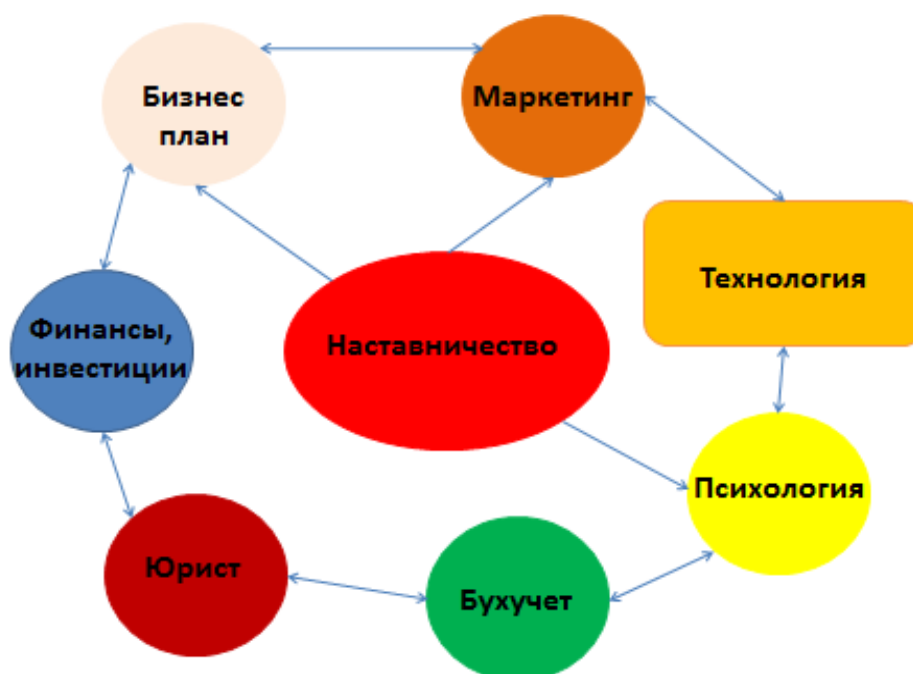 Бизнес
план
Маркетинг
Технология
Наставничество
Финансы,
инвестиции
Психология
Юрист
Бухучет